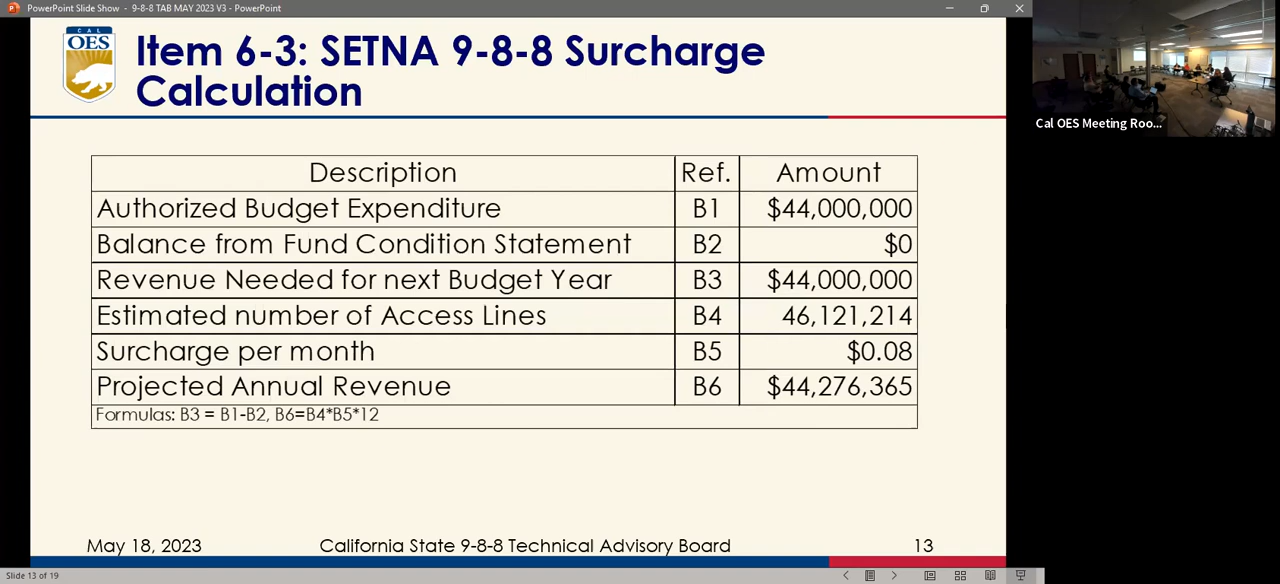 PowerPoint Slide Show - 9-8-8 TAB MAY 2023 V3 - PowerPoint
CAL
OES
Item 6-3: SETNA 9-8-8 Surcharge
Calculation
Cal OES Meeting Roo...
Description Ref. Amount
Authorized Budget Expenditure B1 $44,000,000
Balance from Fund Condition Statement B2 $0
Revenue Needed for next Budget Year B3 $44,000,000
Estimated number of Access Lines B4 46,121,214
Surcharge per month B5 $0.08
Projected Annual Revenue B6 $44,276,365
Formulas: B3 = B1-B2, B6=B4*B5*12
May 18, 2023 California State 9-8-8 Technical Advisory Board 13
Slide 13 of 19